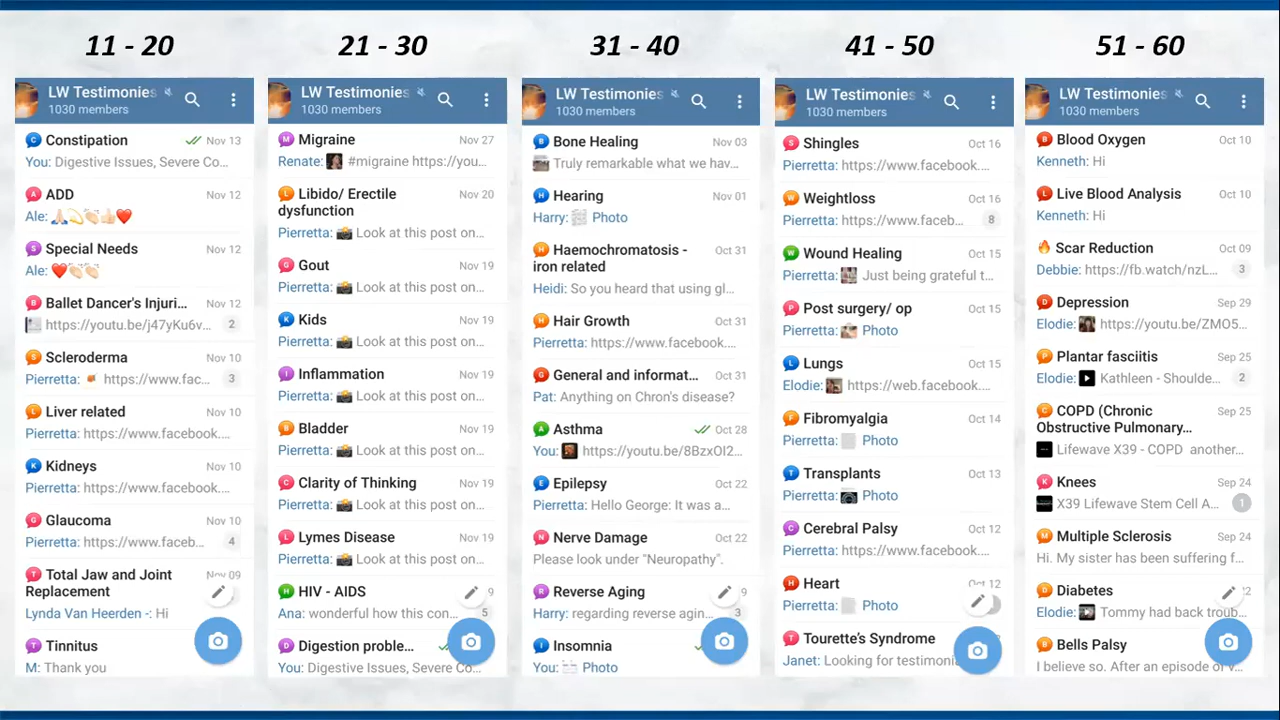 11 - 20
LW Testimonies
1030 members
Constipation Nov 13
You: Digestive Issues, Severe Co...
ADD Nov 12
Ale: 🙏🏻💫👏🏻👍🏻❤️
Special Needs Nov 12
Ale: ❤️👏🏻👏🏻
Ballet Dancer's Injuri... Nov 12
https://youtu.be/j47yKu6v... 2
Scleroderma Nov 10
Pierretta: https://www.fac... 3
Liver related Nov 10
Pierretta: https://www.facebook....
Kidneys Nov 10
Pierretta: https://www.facebook....
Glaucoma Nov 10
Pierretta: https://www.faceb... 4
Total Jaw and Joint Nov 09
Replacement
Lynda Van Heerden -: Hi
Tinnitus
M: Thank you
21 - 30
LW Testimonies
1030 members
Migraine Nov 27
Renate: #migraine https://you...
Libido/ Erectile Nov 20
dysfunction
Pierretta: 📸 Look at this post on...
Gout Nov 19
Pierretta: 📸 Look at this post on...
Kids Nov 19
Pierretta: 📸 Look at this post on...
Inflammation Nov 19
Pierretta: 📸 Look at this post on...
Bladder Nov 19
Pierretta: 📸 Look at this post on...
Clarity of Thinking Nov 19
Pierretta: 📸 Look at this post on...
Lymes Disease Nov 19
Pierretta: 📸 Look at this post on...
HIV - AIDS 9
Ana: wonderful how this con... 5
Digestion proble...
You: Digestive Issues, Severe Co...
31 - 40
LW Testimonies
1030 members
Bone Healing Nov 03
Truly remarkable what we hav...
Hearing Nov 01
Harry: Photo
Haemochromatosis - Oct 31
iron related
Heidi: So you heard that using gl...
Hair Growth Oct 31
Pierretta: https://www.facebook....
General and informat... Oct 31
Pat: Anything on Chron's disease?
Asthma Oct 28
You: https://youtu.be/8BzxOI2...
Epilepsy Oct 22
Pierretta: Hello George: It was a...
Nerve Damage Oct 22
Please look under "Neuropathy".
Reverse Aging 9
Harry: regarding reverse agin... 3
Insomnia
You: Photo
41 - 50
LW Testimonies
1030 members
Shingles Oct 16
Pierretta: https://www.facebook....
Weightloss Oct 16
Pierretta: https://www.faceb... 8
Wound Healing Oct 15
Pierretta: Just being grateful t...
Post surgery/ op Oct 15
Pierretta: Photo
Lungs Oct 15
Elodie: https://web.facebook....
Fibromyalgia Oct 14
Pierretta: Photo
Transplants Oct 13
Pierretta: Photo
Cerebral Palsy Oct 12
Pierretta: https://www.facebook....
Heart Oct 12
Pierretta: Photo
Tourette's Syndrome
Janet: Looking for testimoni
51 - 60
LW Testimonies
1030 members
Blood Oxygen Oct 10
Kenneth: Hi
Live Blood Analysis Oct 10
Kenneth: Hi
🔥 Scar Reduction Oct 09
Debbie: https://fb.watch/nzL... 3
Depression Sep 29
Elodie: https://youtu.be/ZMO5...
Plantar fasciitis Sep 25
Elodie: Kathleen - Shoulde... 2
COPD (Chronic Sep 25
Obstructive Pulmonary...
Lifewave X39 - COPD another...
Knees Sep 24
X39 Lifewave Stem Cell A... 1
Multiple Sclerosis Sep 24
Hi. My sister has been suffering f...
Diabetes
Elodie: Tommy had back troub...
Bells Palsy
I believe so. After an episode of